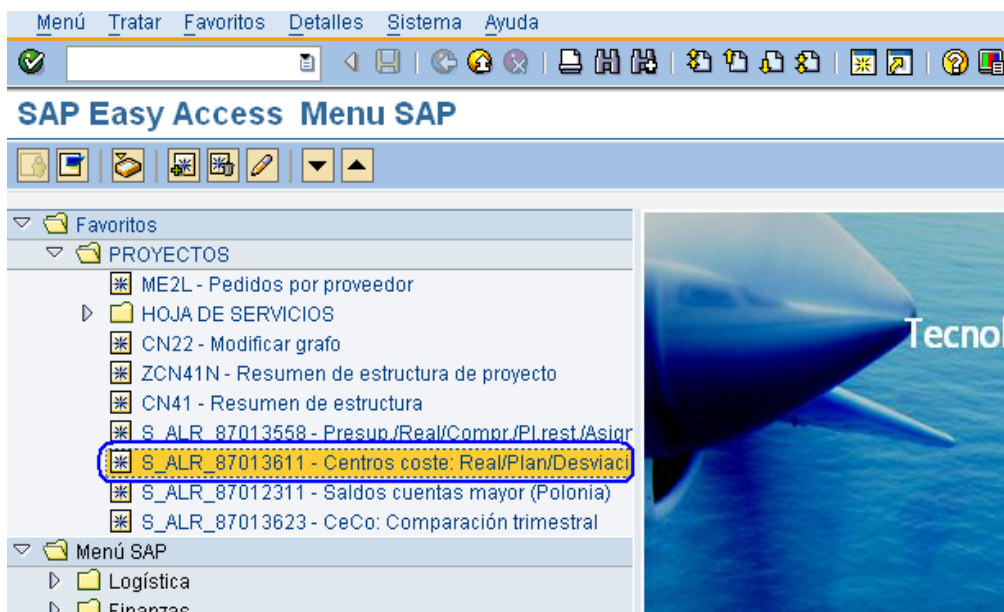 Menú Tratar Favoritos Detalles Sistema Ayuda
SAP Easy Access Menu SAP
Favoritos
PROYECTOS
ME2L - Pedidos por proveedor
HOJA DE SERVICIOS
CN22 - Modificar grafo
ZCN41N - Resumen de estructura de proyecto
CN41 - Resumen de estructura
S_ALR_87013558 - Presup./Real/Compr./Pl.rest./Asigr
S_ALR_87013611 - Centros coste: Real/Plan/Desviaci
S_ALR_87012311 - Saldos cuentas mayor (Polonia)
S_ALR_87013623 - CeCo: Comparación trimestral
Menú SAP
Logística
Finanzas
Tecnol